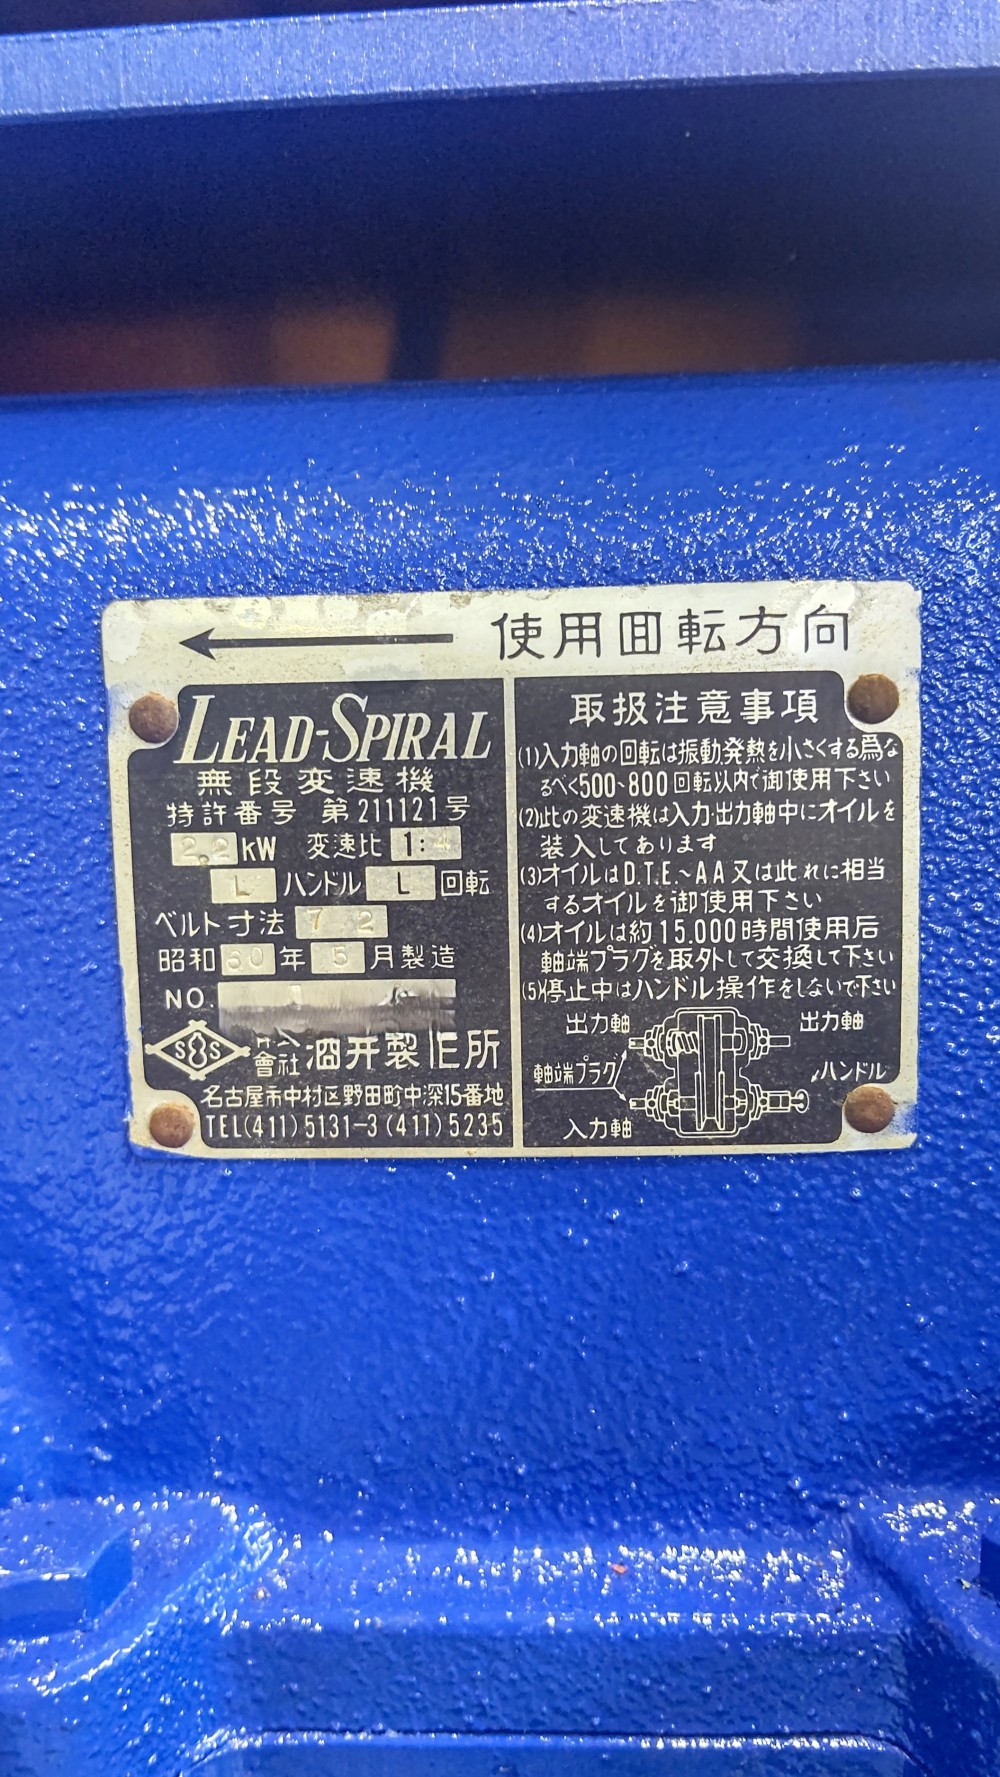 使用回転方向
LEAD-SPIRAL
無段変速機
特許番号 第211121号
2.2kW 変速比 1:4
L ハンドル L 回転
ベルト寸法 7 2
昭和60年5月製造
NO.
SS 會社 酒井製作所
名古屋市中村区野田町中深15番地
TEL(411)5131-3(411)5235
取扱注意事項
(1)入力軸の回転は振動発熱を小さくする爲な
るべく500~800回転以内で御使用下さい
(2)此の変速機は入力・出力軸中にオイルを
装入してあります
(3)オイルはD.T.E.~AA又は此れに相当
するオイルを御使用下さい
(4)オイルは約15.000時間使用后
軸端プラグを取外して交換して下さい
(5)停止中はハンドル操作をしないで下さい
出力軸 出力軸
軸端プラグ ハンドル
入力軸